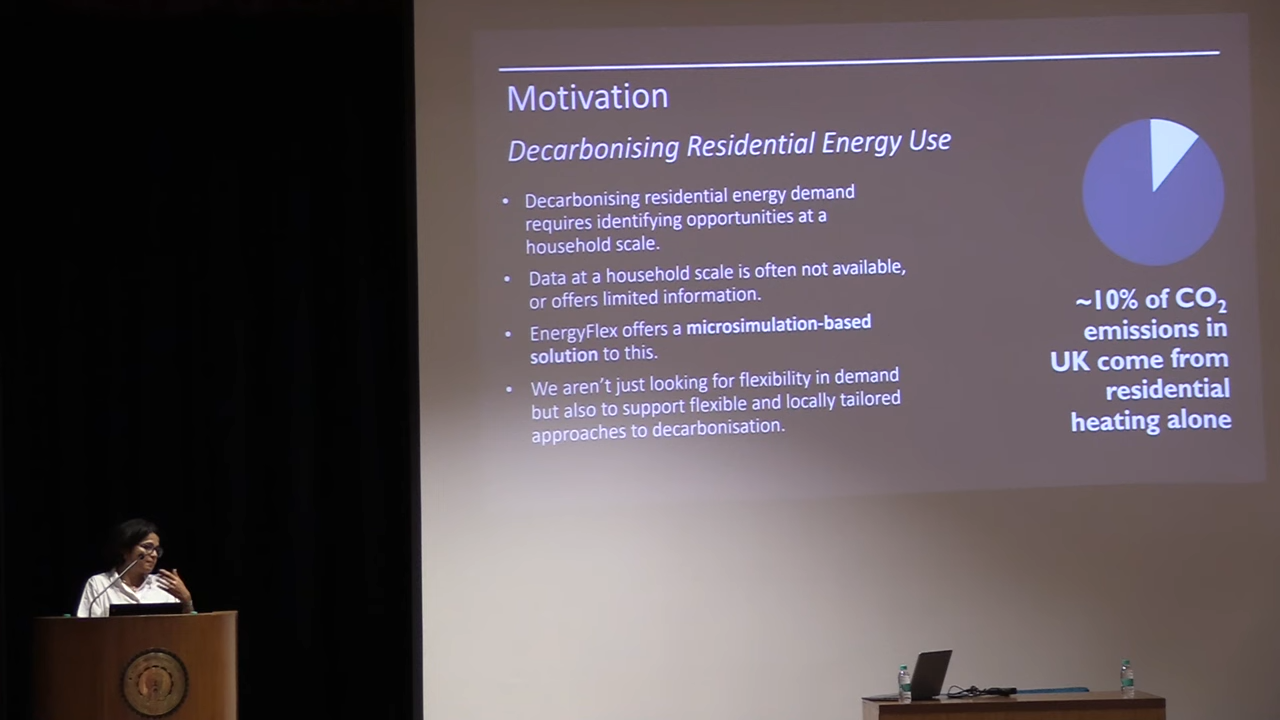 Motivation
Decarbonising Residential Energy Use
• Decarbonising residential energy demand
requires identifying opportunities at a
household scale.
• Data at a household scale is often not available,
or offers limited information.
• EnergyFlex offers a microsimulation-based
solution to this.
• We aren't just looking for flexibility in demand
but also to support flexible and locally tailored
approaches to decarbonisation.
~10% of CO₂
emissions in
UK come from
residential
heating alone